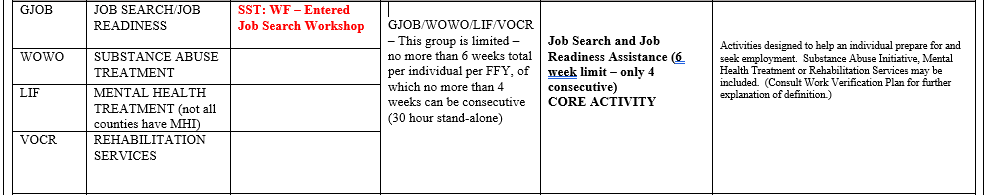 GJOB
JOB SEARCH/JOB
READINESS
SST: WF – Entered
Job Search Workshop
WOWO
SUBSTANCE ABUSE
TREATMENT
LIF
MENTAL HEALTH
TREATMENT (not all
counties have MHI)
VOCR
REHABILITATION
SERVICES
GJOB/WOWO/LIF/VOCR
– This group is limited –
no more than 6 weeks total
per individual per FFY, of
which no more than 4
weeks can be consecutive
(30 hour stand-alone)
Job Search and Job
Readiness Assistance (6
week limit – only 4
consecutive)
CORE ACTIVITY
Activities designed to help an individual prepare for and
seek employment.  Substance Abuse Initiative, Mental
Health Treatment or Rehabilitation Services may be
included.  (Consult Work Verification Plan for further
explanation of definition.)